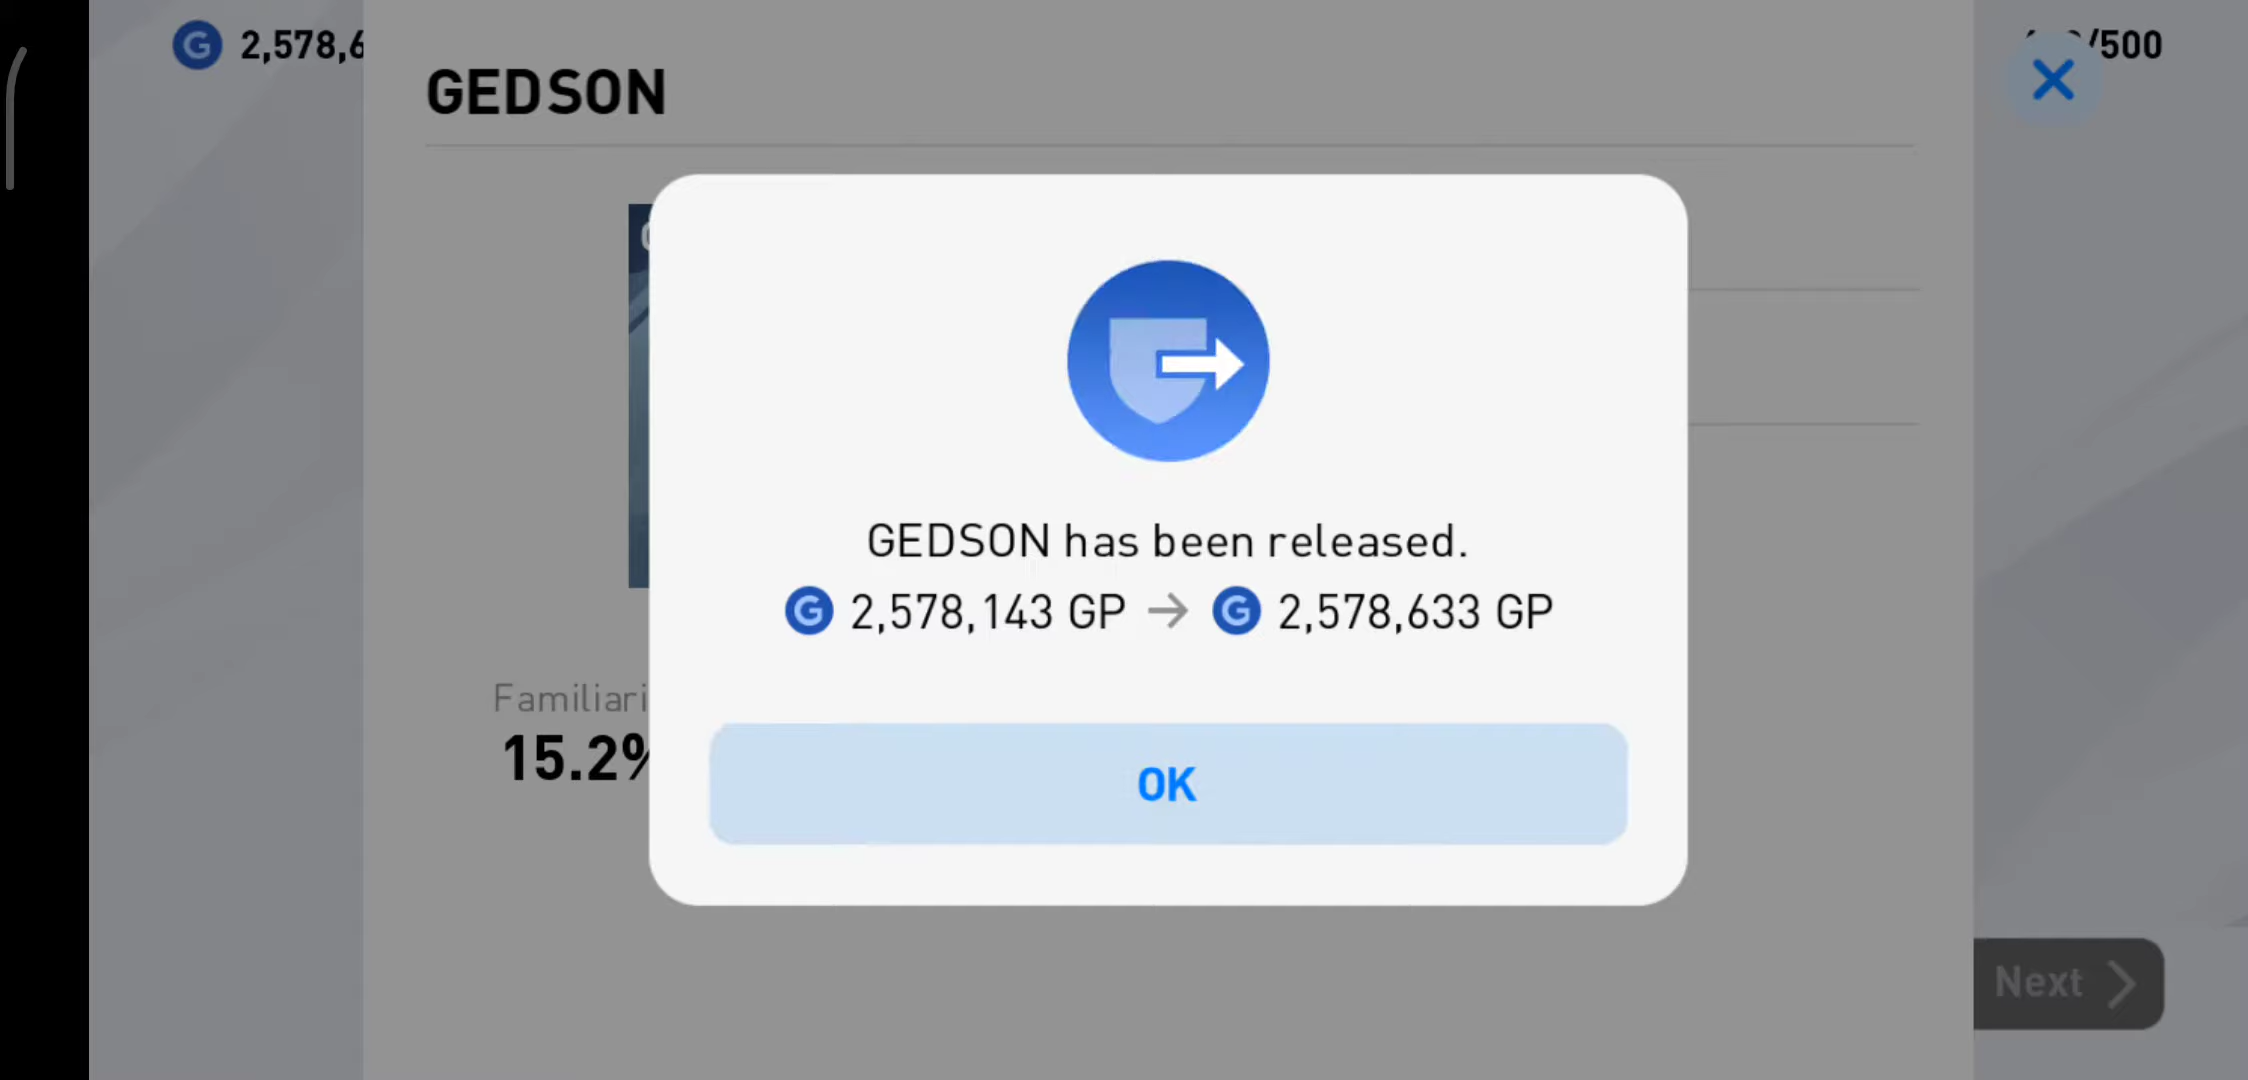 2,578,6
/500
GEDSON
GEDSON has been released.
G 2,578,143 GP → G 2,578,633 GP
Familiari
15.2%
OK
Next